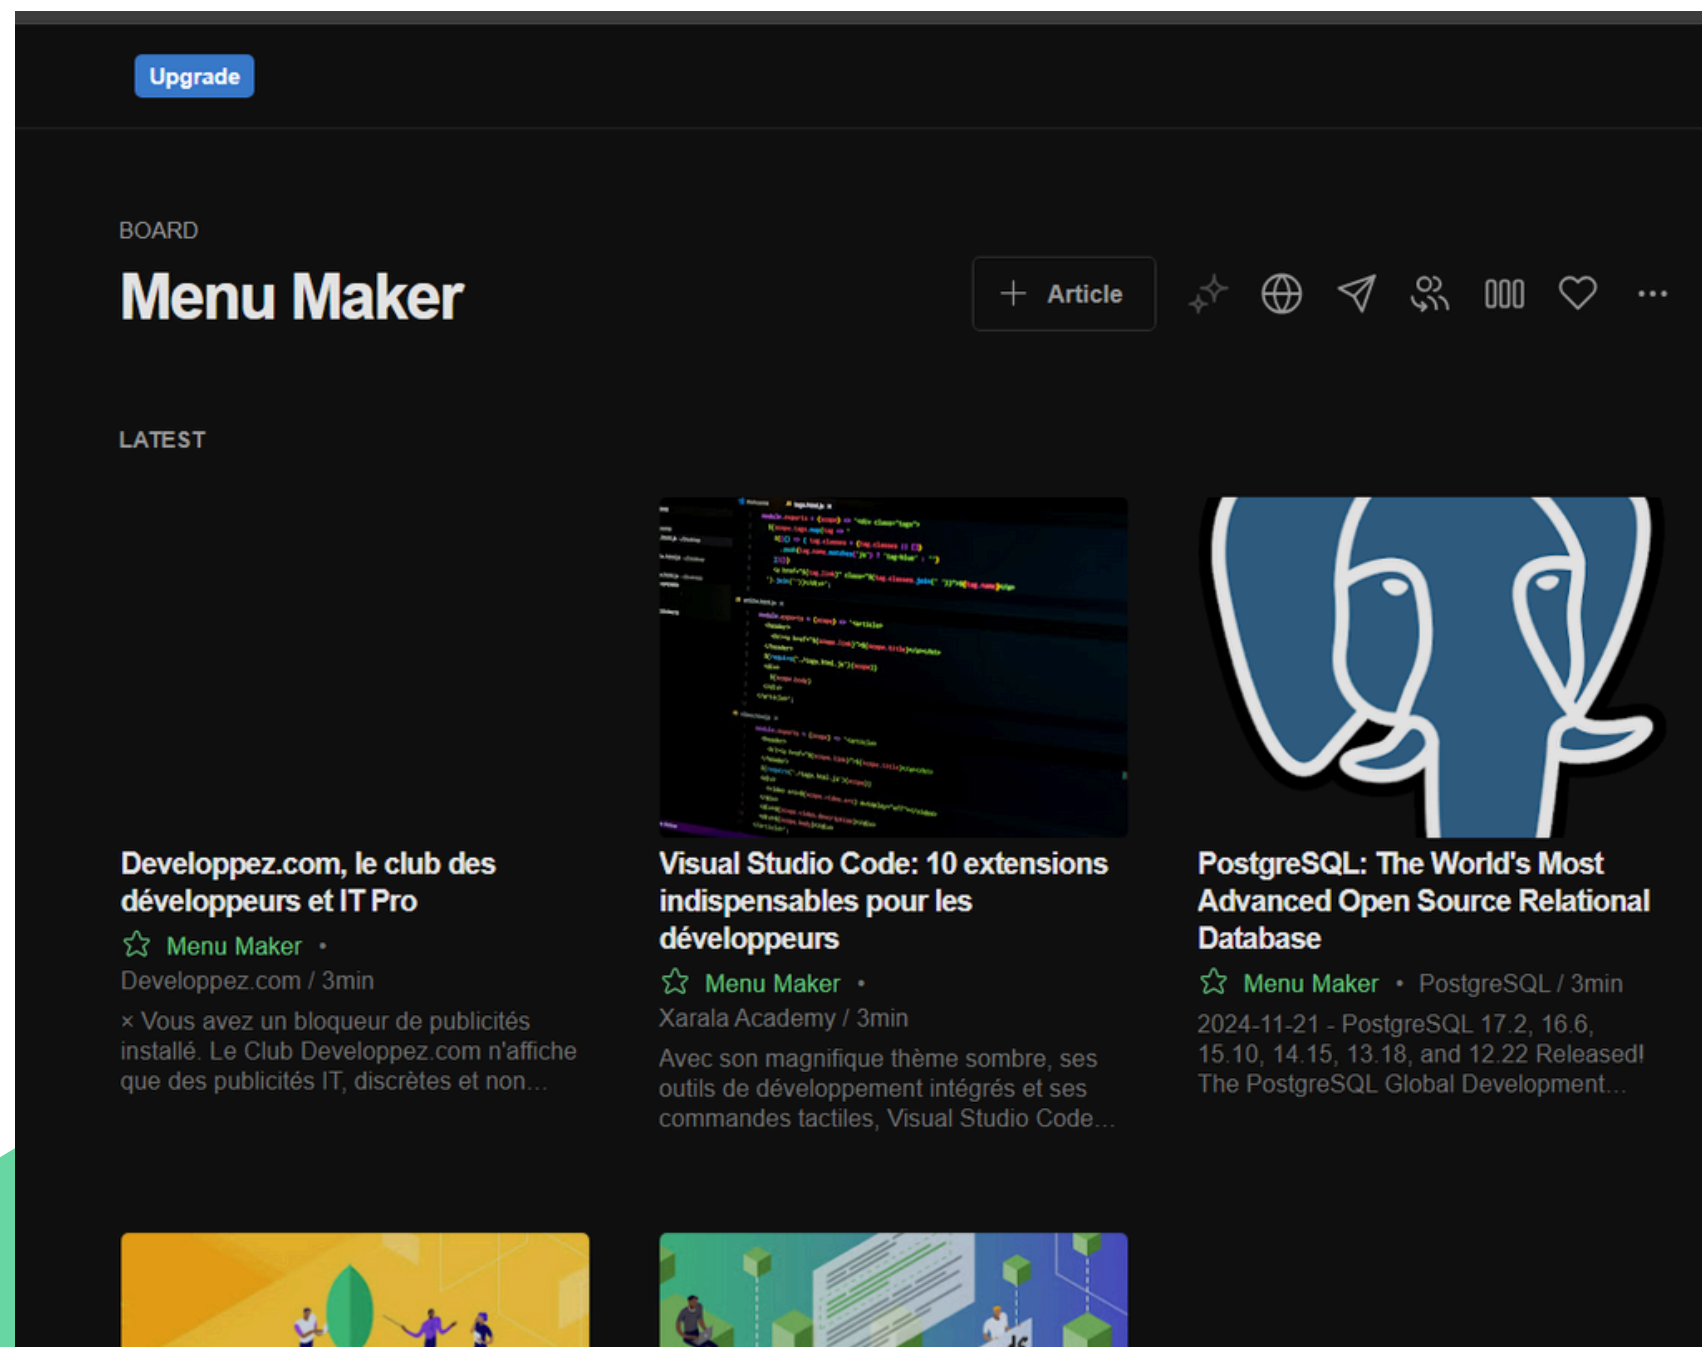 Upgrade
BOARD
Menu Maker
Article
LATEST
Developpez.com, le club des
développeurs et IT Pro
Menu Maker •
Developpez.com / 3min
× Vous avez un bloqueur de publicités
installé. Le Club Developpez.com n'affiche
que des publicités IT, discrètes et non…
Visual Studio Code: 10 extensions
indispensables pour les
développeurs
Menu Maker •
Xarala Academy / 3min
Avec son magnifique thème sombre, ses
outils de développement intégrés et ses
commandes tactiles, Visual Studio Code…
PostgreSQL: The World's Most
Advanced Open Source Relational
Database
Menu Maker • PostgreSQL / 3min
2024-11-21 - PostgreSQL 17.2, 16.6,
15.10, 14.15, 13.18, and 12.22 Released!
The PostgreSQL Global Development…